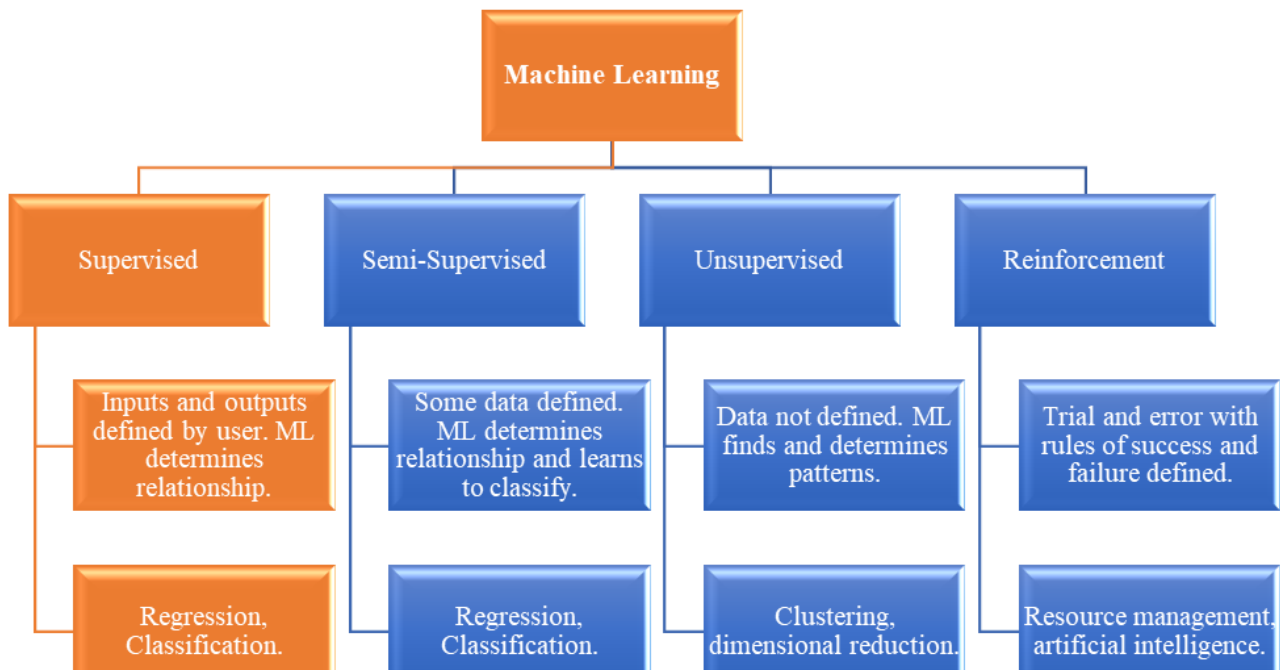 Machine Learning
Supervised
Semi-Supervised
Unsupervised
Reinforcement
Inputs and outputs
defined by user. ML
determines
relationship.
Some data defined.
ML determines
relationship and learns
to classify.
Data not defined. ML
finds and determines
patterns.
Trial and error with
rules of success and
failure defined.
Regression,
Classification.
Regression,
Classification.
Clustering,
dimensional reduction.
Resource management,
artificial intelligence.